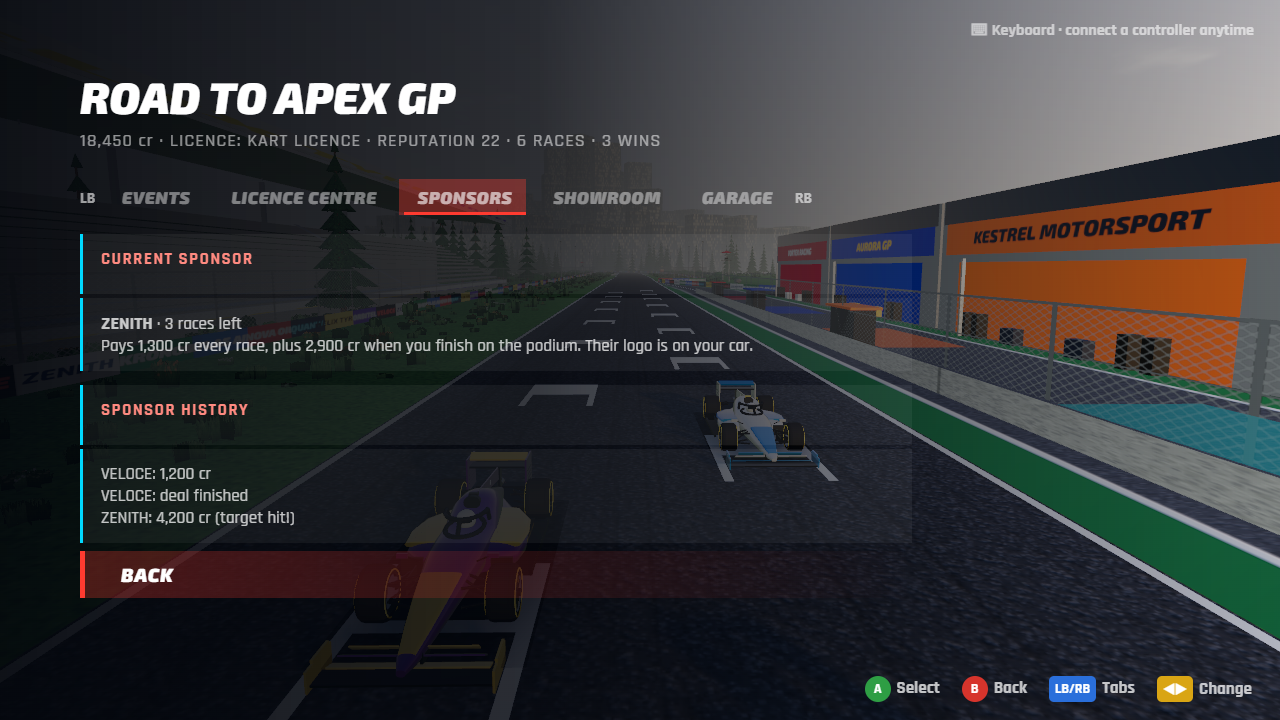 Keyboard · connect a controller anytime
ROAD TO APEX GP
18,450 cr · LICENCE: KART LICENCE · REPUTATION 22 · 6 RACES · 3 WINS
LB EVENTS LICENCE CENTRE SPONSORS SHOWROOM GARAGE RB
AURORA GP
KESTREL MOTORSPORT
CURRENT SPONSOR
ZENITH · 3 races left
Pays 1,300 cr every race, plus 2,900 cr when you finish on the podium. Their logo is on your car.
ZENITH
SPONSOR HISTORY
VELOCE: 1,200 cr
VELOCE: deal finished
ZENITH: 4,200 cr (target hit!)
BACK
A Select B Back LB/RB Tabs Change